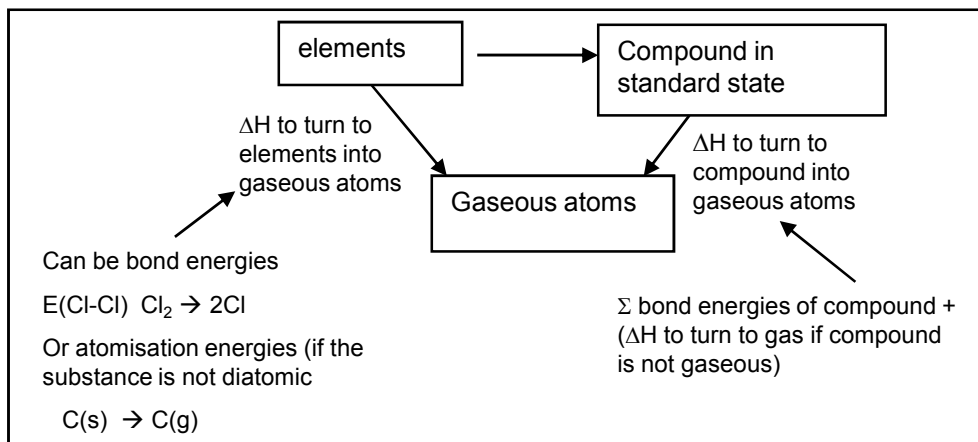 elements
Compound in
standard state
ΔH to turn to
elements into
gaseous atoms
ΔH to turn to
compound into
gaseous atoms
Gaseous atoms
Can be bond energies
E(Cl-Cl) Cl₂ → 2Cl
Or atomisation energies (if the
substance is not diatomic
C(s) → C(g)
Σ bond energies of compound +
(ΔH to turn to gas if compound
is not gaseous)